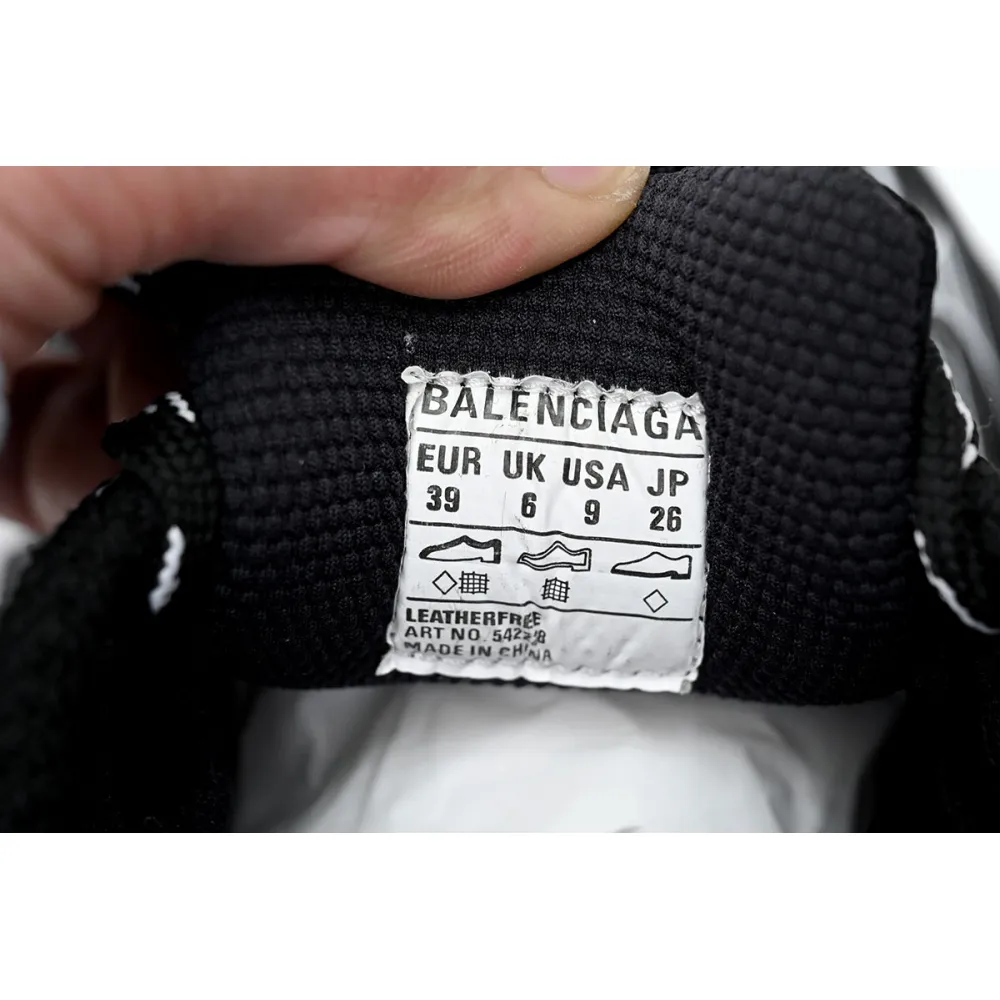 BALENCIAGA
EUR UK USA JP
39 6 9 26
LEATHERFREE
ART NO.
MADE IN CHINA